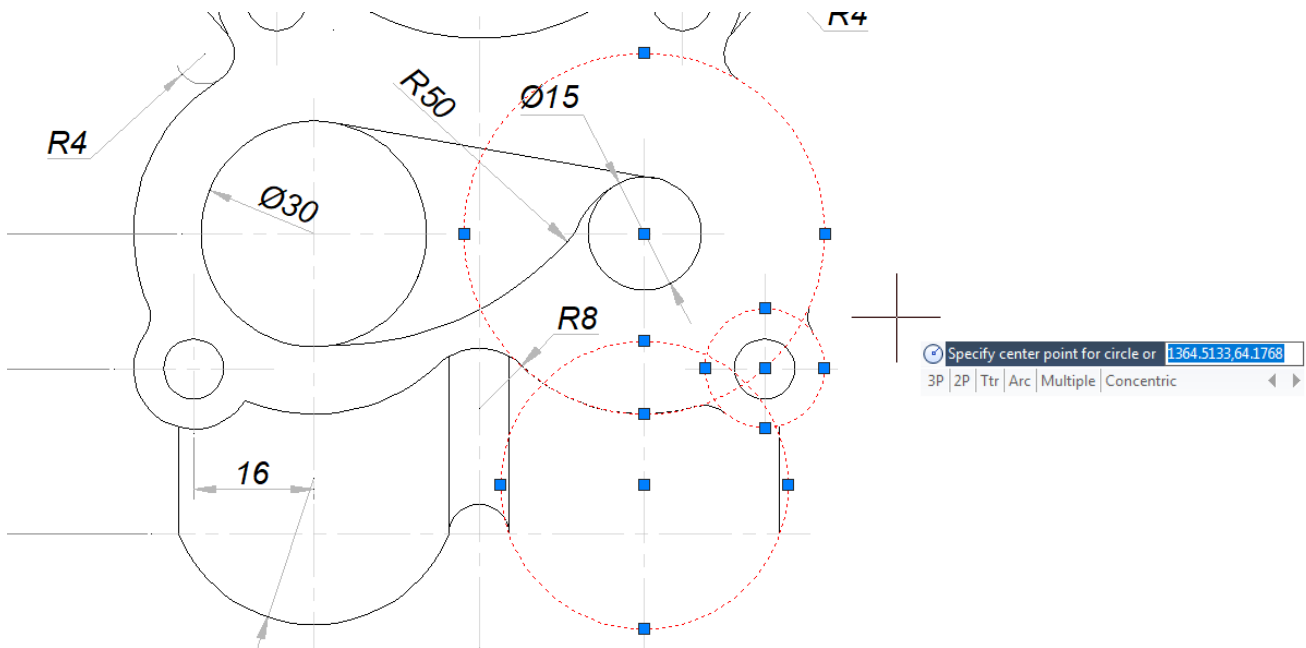 R4
R50
Ø15
R4
Ø30
R8
Specify center point for circle or 1364.5133,64.1768
3P 2P Ttr Arc Multiple Concentric
16